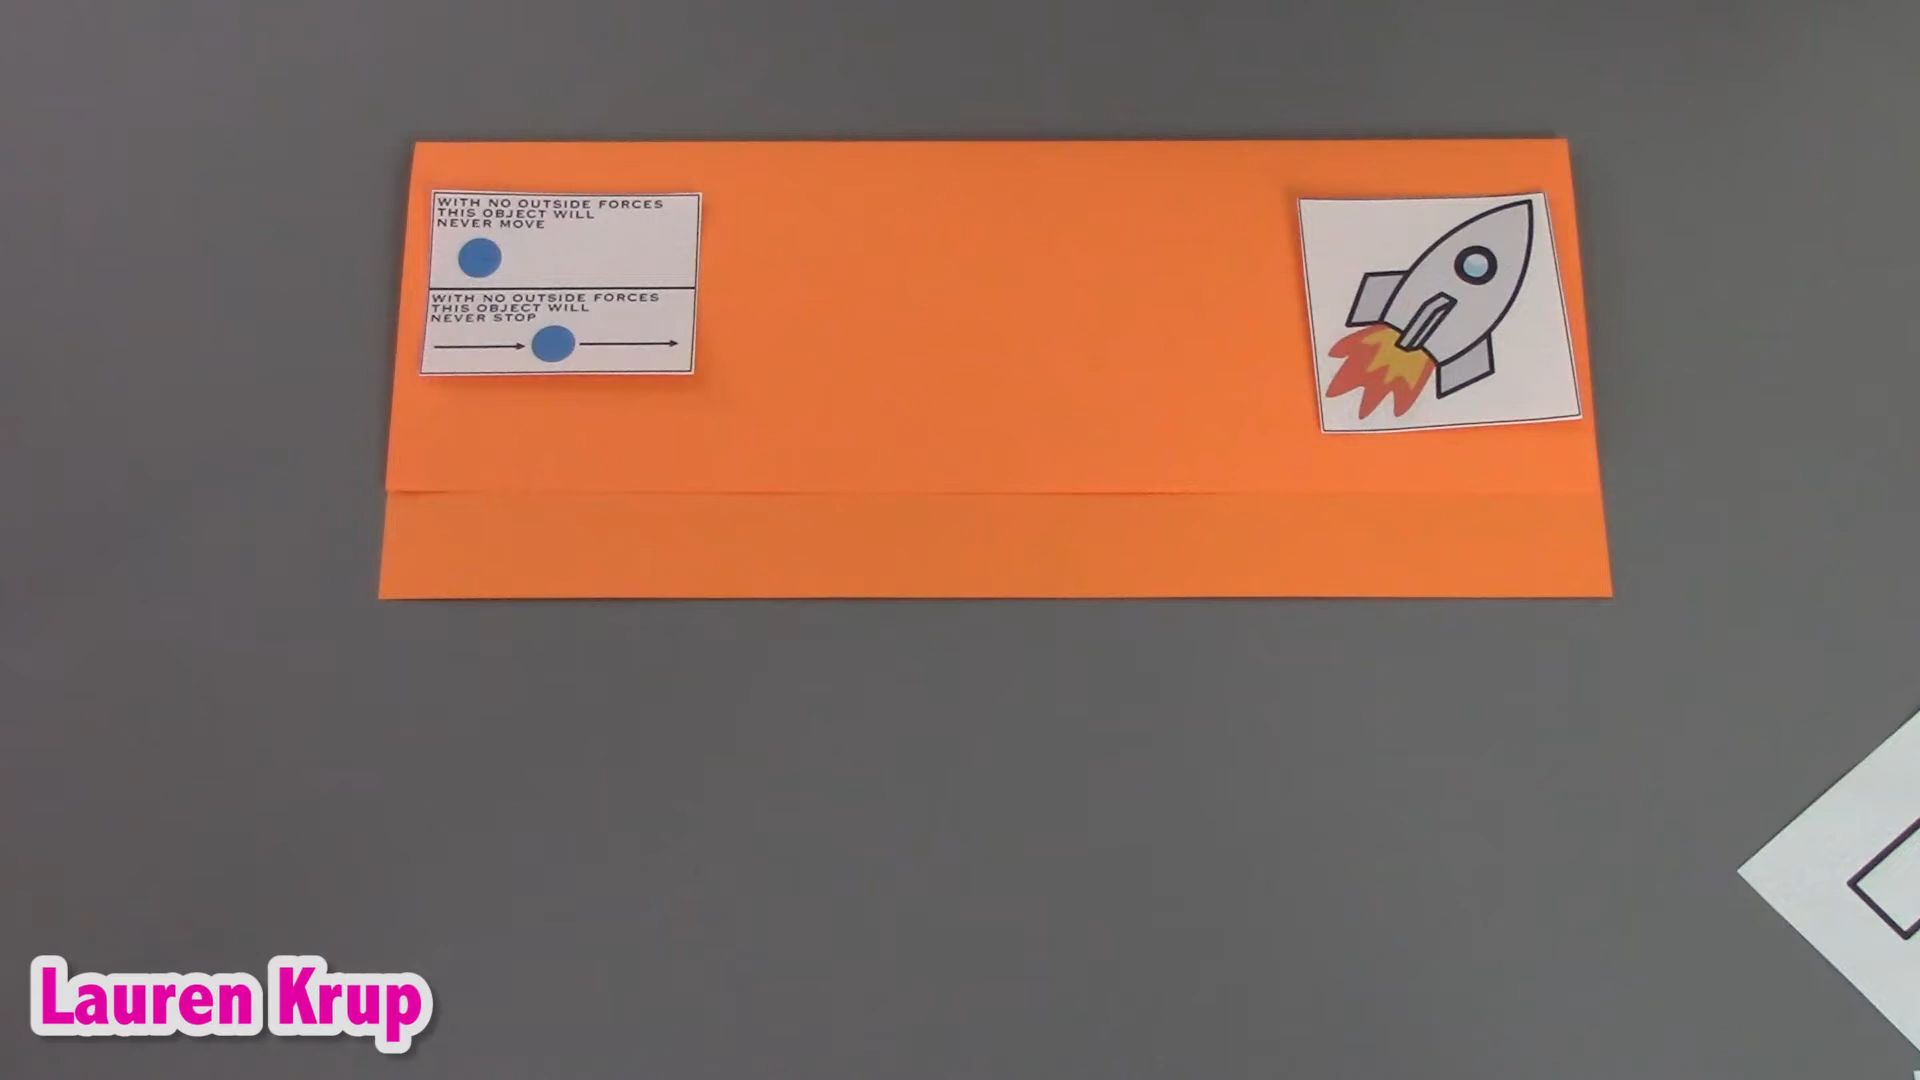 WITH NO OUTSIDE FORCES
THIS OBJECT WILL
NEVER MOVE
WITH NO OUTSIDE FORCES
THIS OBJECT WILL
NEVER STOP
Lauren Krup